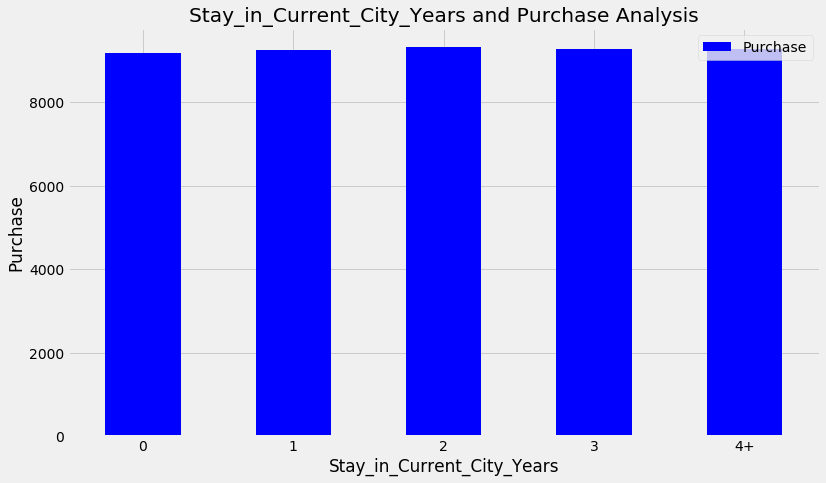 Stay_in_Current_City_Years and Purchase Analysis
Purchase
Purchase
8000
6000
4000
2000
0
0 1 2 3 4+
Stay_in_Current_City_Years